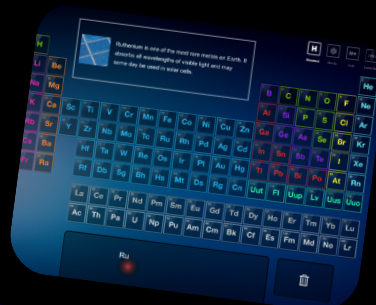 Ruthenium is one of the most rare metals on Earth. It
absorbs all wavelengths of visible light and may
some day be used in solar cells.
H
H He
Li Be B C N O F Ne
Na Mg Al Si P S Cl Ar
K Ca Sc Ti V Cr Mn Fe Co Ni Cu Zn Ga Ge As Se Br Kr
Rb Sr Y Zr Nb Mo Tc Ru Rh Pd Ag Cd In Sn Sb Te I Xe
Cs Ba Hf Ta W Re Os Ir Pt Au Hg Tl Pb Bi Po At Rn
Fr Ra Rf Db Sg Bh Hs Mt Ds Rg Cn Uut Fl Uup Lv Uus Uuo
La Ce Pr Nd Pm Sm Eu Gd Tb Dy Ho Er Tm Yb Lu
Ac Th Pa U Np Pu Am Cm Bk Cf Es Fm Md No Lr
Ru